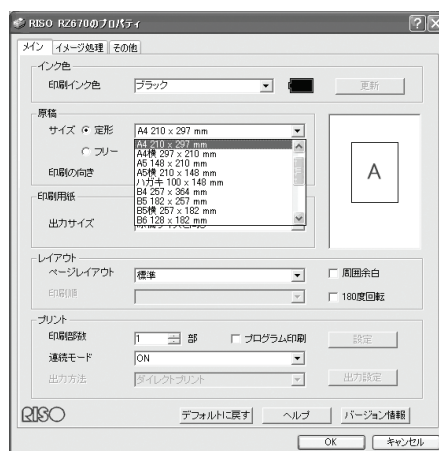 RISO RZ670のプロパティ
メイン イメージ処理 その他
インク色
印刷インク色 ブラック 更新
原稿
サイズ 定形 A4 210 x 297 mm
フリー
印刷の向き
A4 210 x 297 mm
A4横 297 x 210 mm
A5 148 x 210 mm
A5横 210 x 148 mm
ハガキ 100 x 148 mm
B4 257 x 364 mm
B5 182 x 257 mm
B5横 257 x 182 mm
B6 128 x 182 mm
A
印刷用紙
出力サイズ
レイアウト
ページレイアウト 標準 周囲余白
印刷順 180度回転
プリント
印刷部数 1 部 プログラム印刷 設定
連続モード ON
出力方法 ダイレクトプリント 出力設定
RISO デフォルトに戻す ヘルプ バージョン情報
OK キャンセル